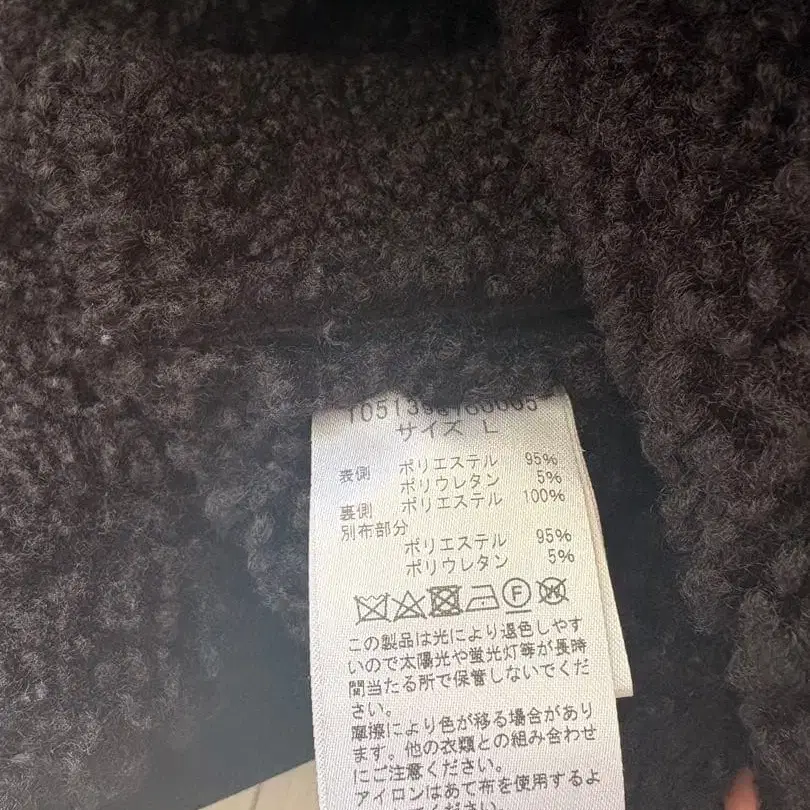 サイズ L
表側 ポリエステル 95%
ポリウレタン 5%
裏側 ポリエステル 100%
別布部分
ポリエステル 95%
ポリウレタン 5%
F
W
この製品は光により退色しやす
いので太陽光や蛍光灯等が長時
間当たる所で保管しないでくだ
さい。
摩擦により色が移る場合があり
ます。他の衣類との組み合わせ
にご注意ください。
アイロンはあて布を使用するよ
ください。